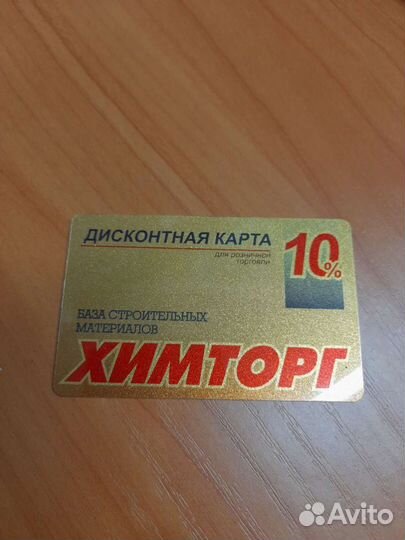 ДИСКОНТНАЯ КАРТА
для розничной
торговли
10%
БАЗА СТРОИТЕЛЬНЫХ
МАТЕРИАЛОВ
ХИМТОРГ
Avito